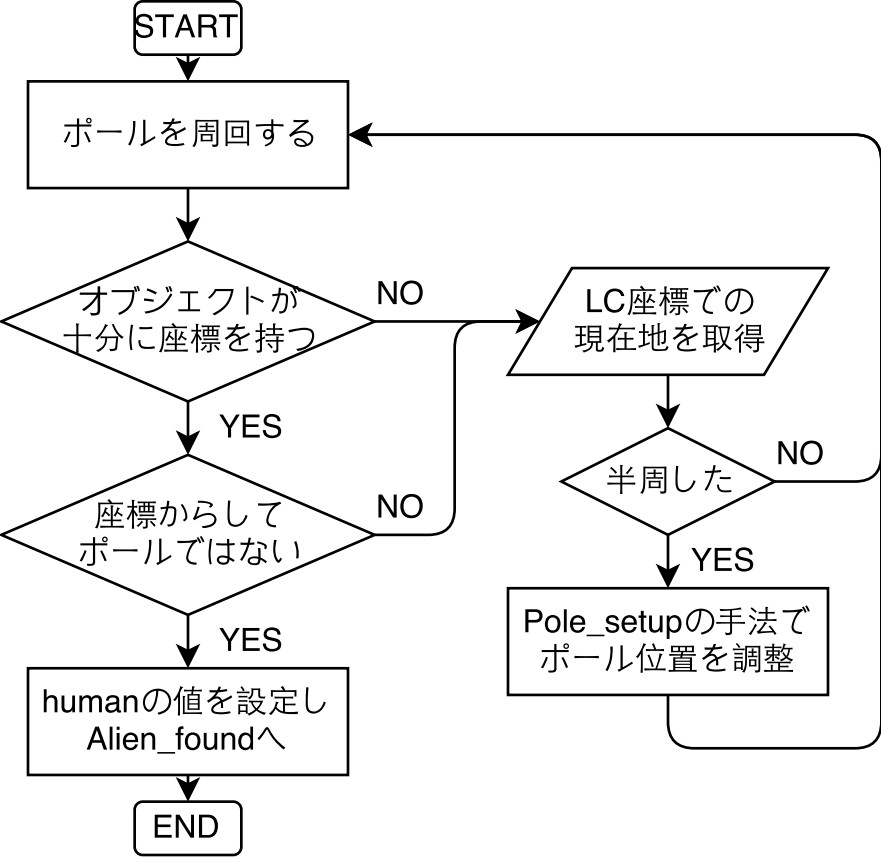 START
ポールを周回する
オブジェクトが
十分に座標を持つ
NO
YES
座標からして
ポールではない
NO
YES
humanの値を設定し
Alien_foundへ
END
LC座標での
現在地を取得
半周した
NO
YES
Pole_setupの手法で
ポール位置を調整